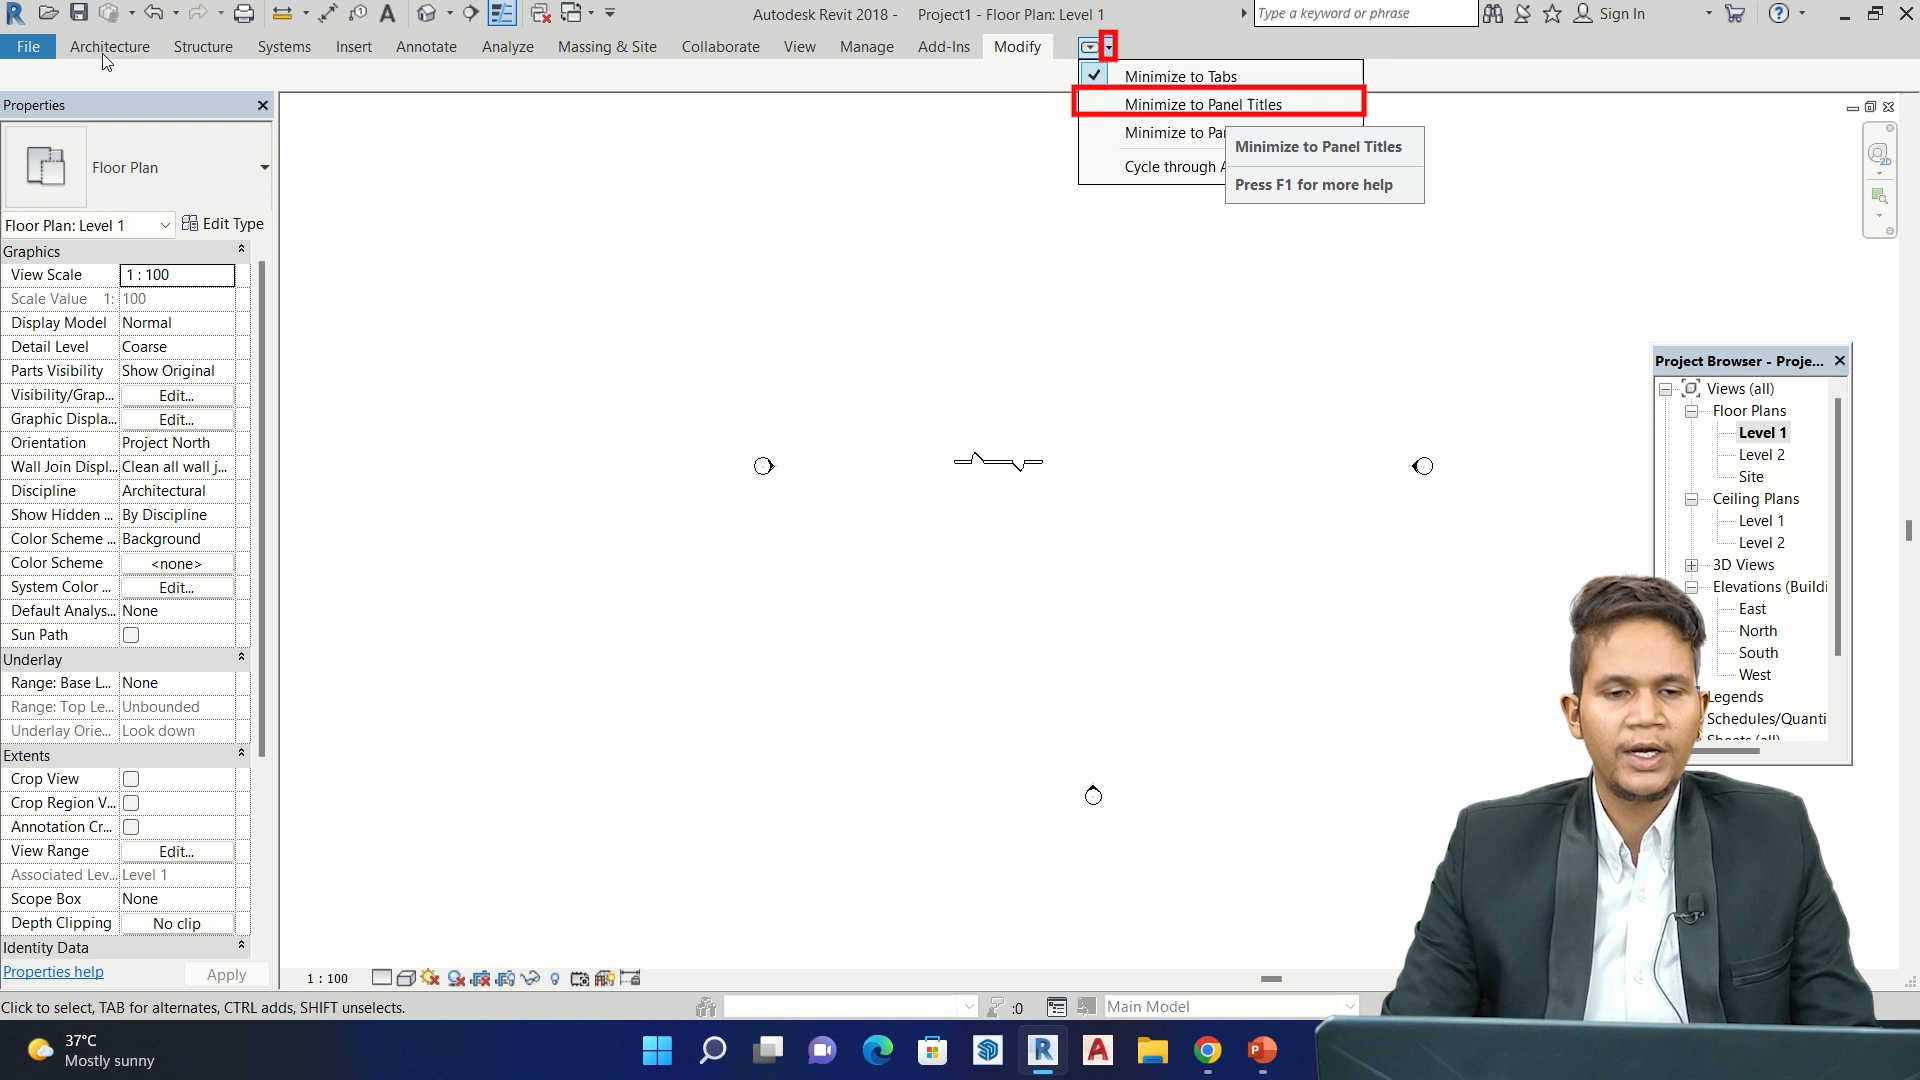 Autodesk Revit 2018 - Project1 - Floor Plan: Level 1
Type a keyword or phrase
Sign In
File Architecture Structure Systems Insert Annotate Analyze Massing & Site Collaborate View Manage Add-Ins Modify
Minimize to Tabs
Minimize to Panel Titles
Minimize to Pa
Cycle through A
Minimize to Panel Titles
Press F1 for more help
2D
Properties
Floor Plan
Floor Plan: Level 1
Edit Type
Graphics
View Scale 1 : 100
Scale Value 1: 100
Display Model Normal
Detail Level Coarse
Parts Visibility Show Original
Visibility/Grap... Edit...
Graphic Displa... Edit...
Orientation Project North
Wall Join Displ... Clean all wall j...
Discipline Architectural
Show Hidden ... By Discipline
Color Scheme ... Background
Color Scheme <none>
System Color ... Edit...
Default Analys... None
Sun Path
Underlay
Range: Base L... None
Range: Top Le... Unbounded
Underlay Orie... Look down
Extents
Crop View
Crop Region V...
Annotation Cr...
View Range Edit...
Associated Lev... Level 1
Scope Box None
Depth Clipping No clip
Identity Data
Properties help
Apply
Project Browser - Proje...
Views (all)
Floor Plans
Level 1
Level 2
Site
Ceiling Plans
Level 1
Level 2
3D Views
Elevations (Buildi
East
North
South
West
Legends
Schedules/Quanti
Sheets (all)
1 : 100
Click to select, TAB for alternates, CTRL adds, SHIFT unselects.
:0
Main Model
37°C
Mostly sunny